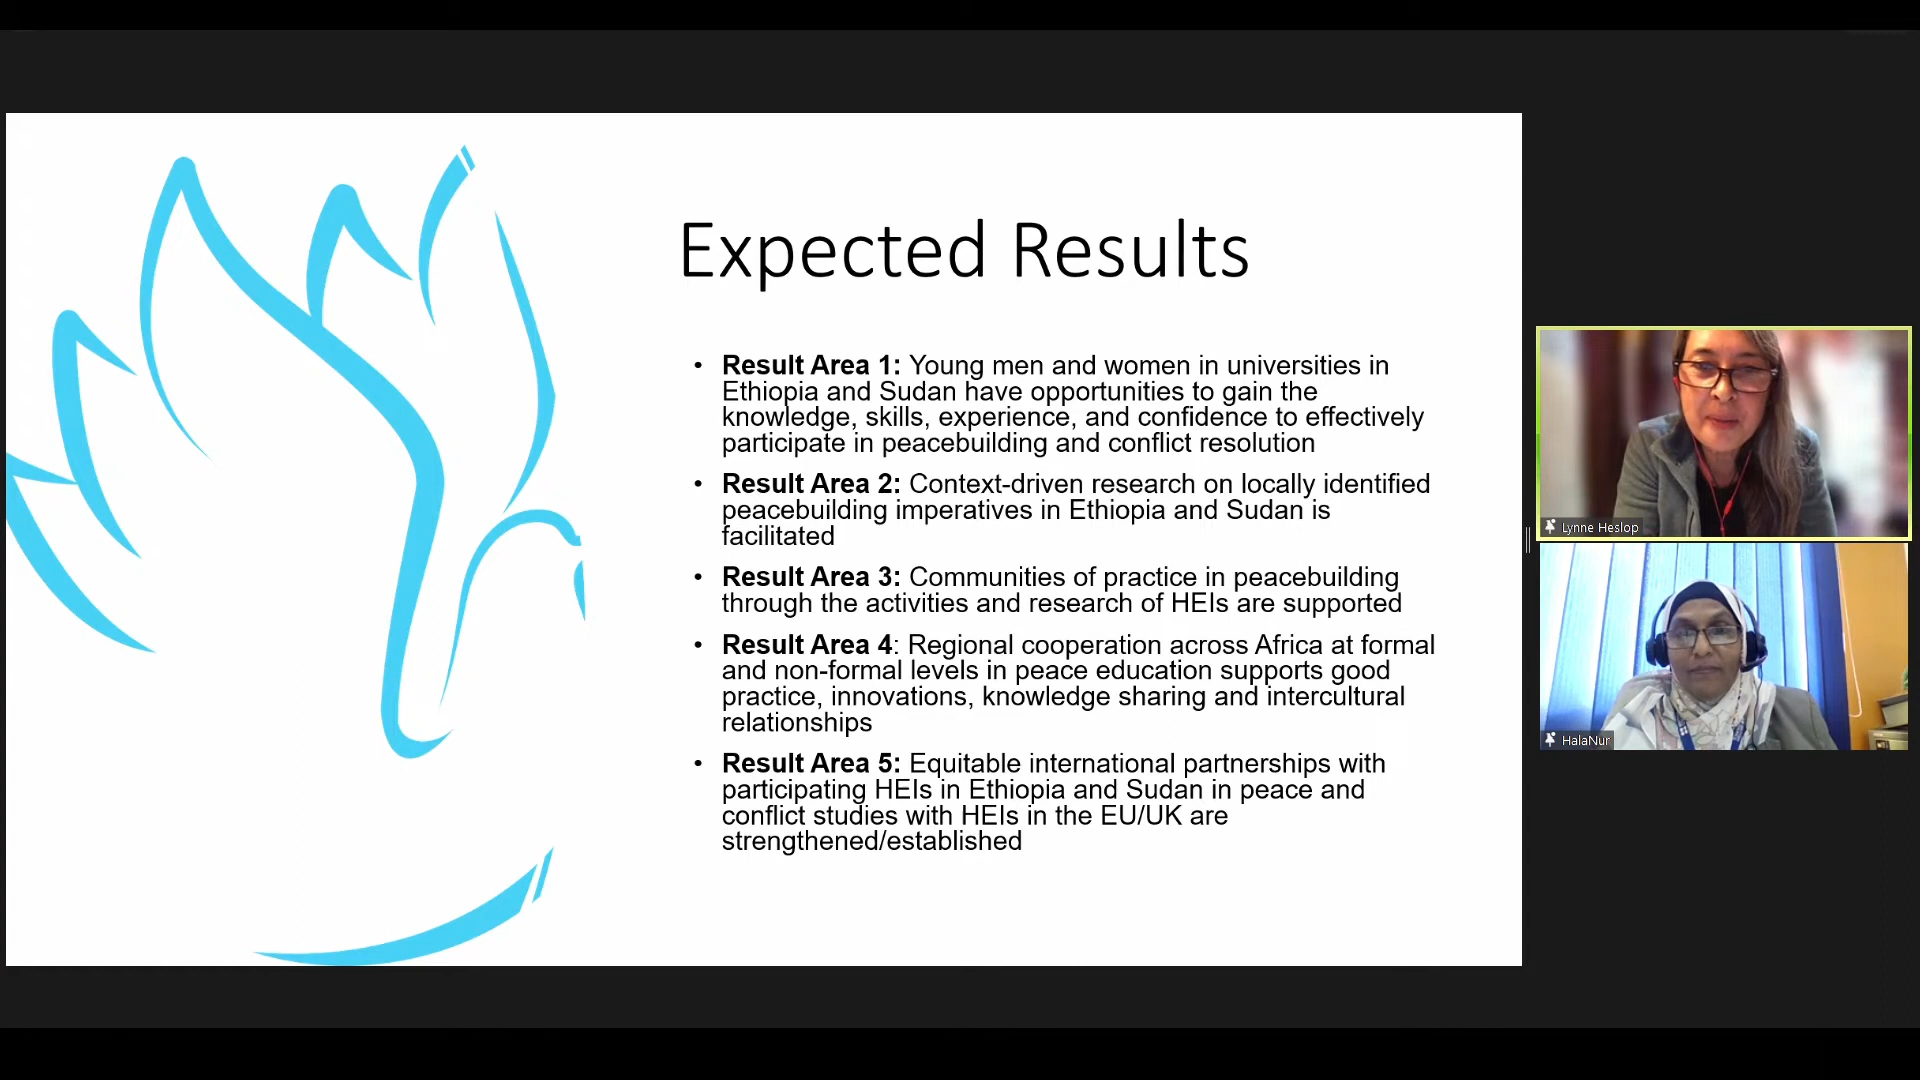 Expected Results
• Result Area 1: Young men and women in universities in
Ethiopia and Sudan have opportunities to gain the
knowledge, skills, experience, and confidence to effectively
participate in peacebuilding and conflict resolution
• Result Area 2: Context-driven research on locally identified
peacebuilding imperatives in Ethiopia and Sudan is
facilitated
• Result Area 3: Communities of practice in peacebuilding
through the activities and research of HEIs are supported
• Result Area 4: Regional cooperation across Africa at formal
and non-formal levels in peace education supports good
practice, innovations, knowledge sharing and intercultural
relationships
• Result Area 5: Equitable international partnerships with
participating HEIs in Ethiopia and Sudan in peace and
conflict studies with HEIs in the EU/UK are
strengthened/established
Lynne Heslop
HalaNur